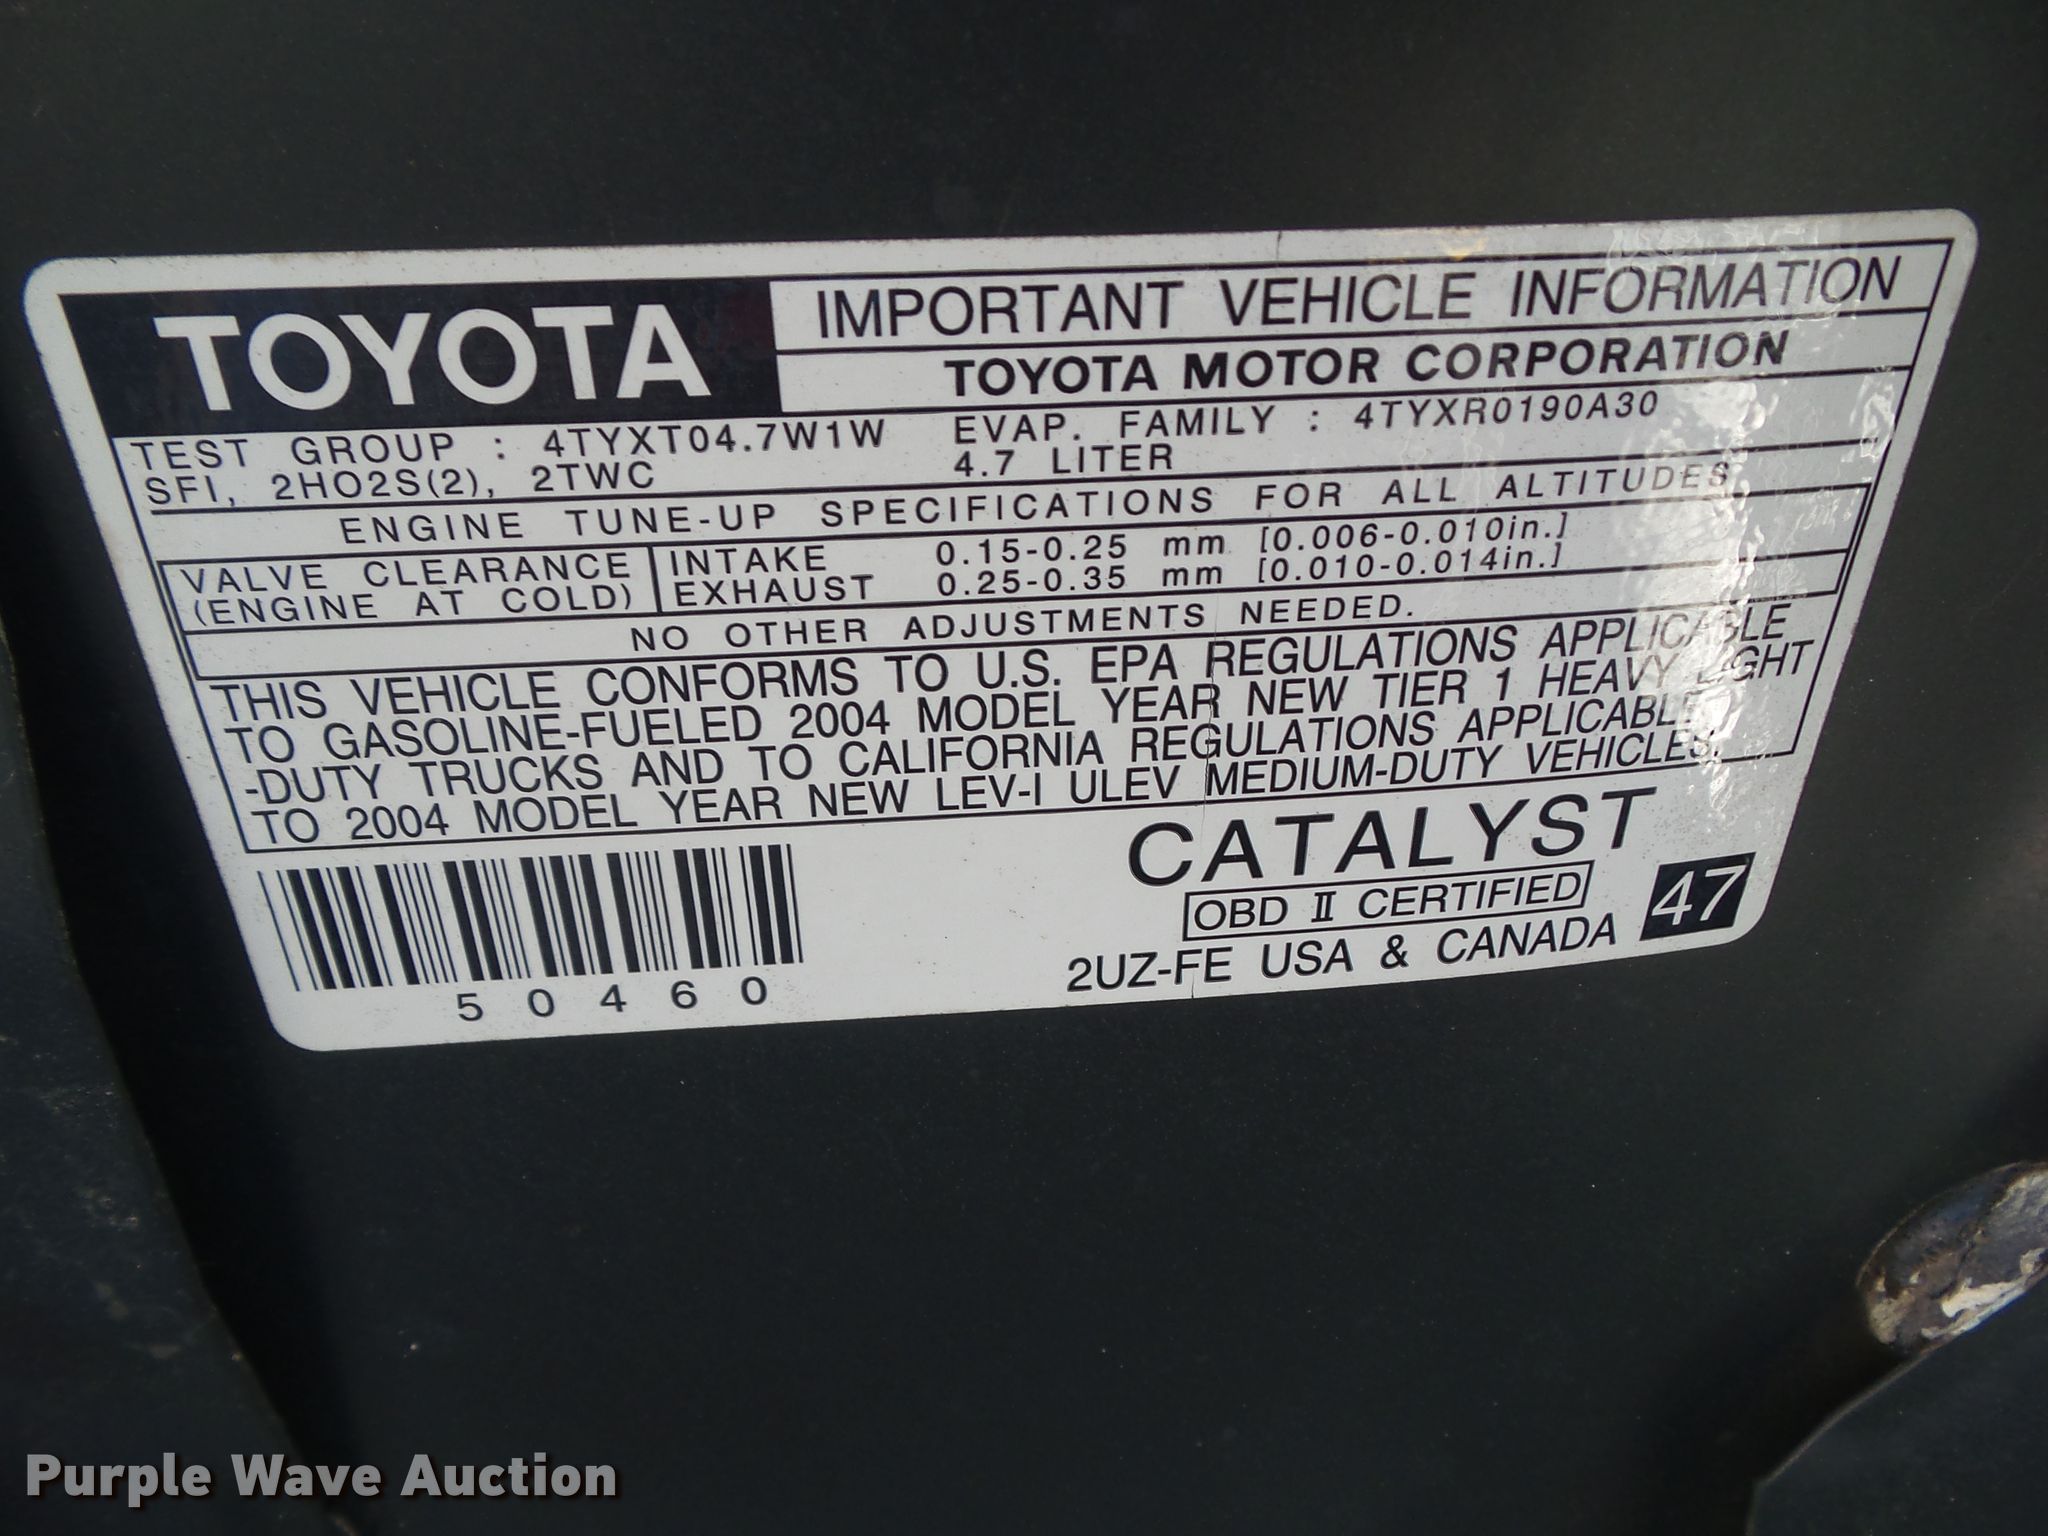 TOYOTA
IMPORTANT VEHICLE INFORMATION
TOYOTA MOTOR CORPORATION
TEST GROUP : 4TYXT04.7W1W EVAP. FAMILY : 4TYXR0190A30
SFI, 2HO2S(2), 2TWC 4.7 LITER
ENGINE TUNE-UP SPECIFICATIONS FOR ALL ALTITUDES
VALVE CLEARANCE INTAKE 0.15-0.25 mm [0.006-0.010in.]
(ENGINE AT COLD) EXHAUST 0.25-0.35 mm [0.010-0.014in.]
NO OTHER ADJUSTMENTS NEEDED.
THIS VEHICLE CONFORMS TO U.S. EPA REGULATIONS APPLICABLE
TO GASOLINE-FUELED 2004 MODEL YEAR NEW TIER 1 HEAVY LIGHT
-DUTY TRUCKS AND TO CALIFORNIA REGULATIONS APPLICABLE
TO 2004 MODEL YEAR NEW LEV-I ULEV MEDIUM-DUTY VEHICLES.
CATALYST
OBD II CERTIFIED
47
2UZ-FE USA & CANADA
50460
Purple Wave Auction